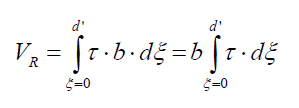 V_R = ∫_{ξ=0}^{d'} τ · b · dξ = b ∫_{ξ=0}^{d'} τ · dξ